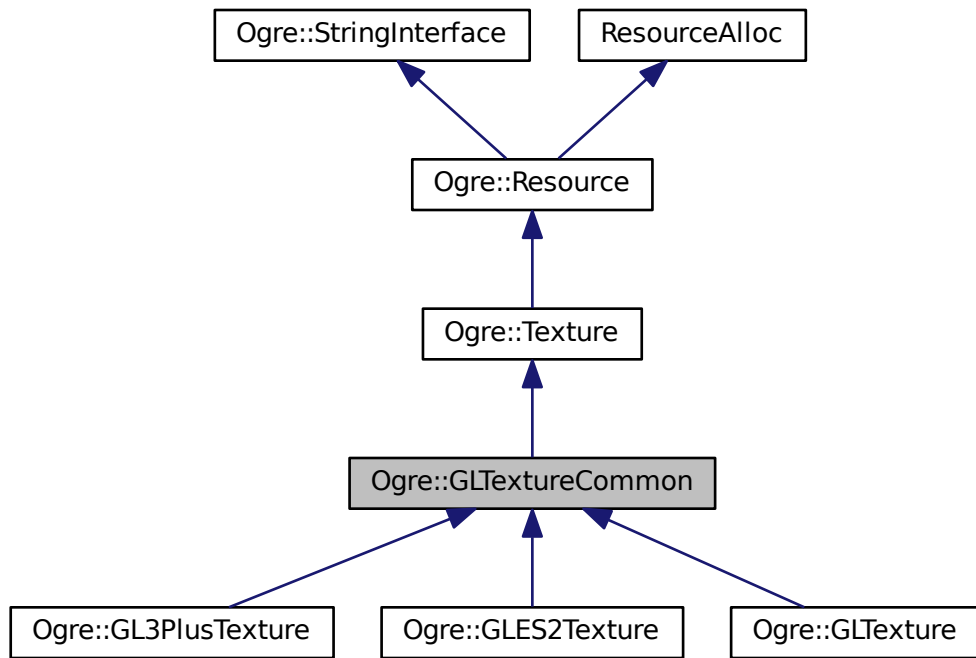 Ogre::StringInterface
ResourceAlloc
Ogre::Resource
Ogre::Texture
Ogre::GLTextureCommon
Ogre::GL3PlusTexture
Ogre::GLES2Texture
Ogre::GLTexture